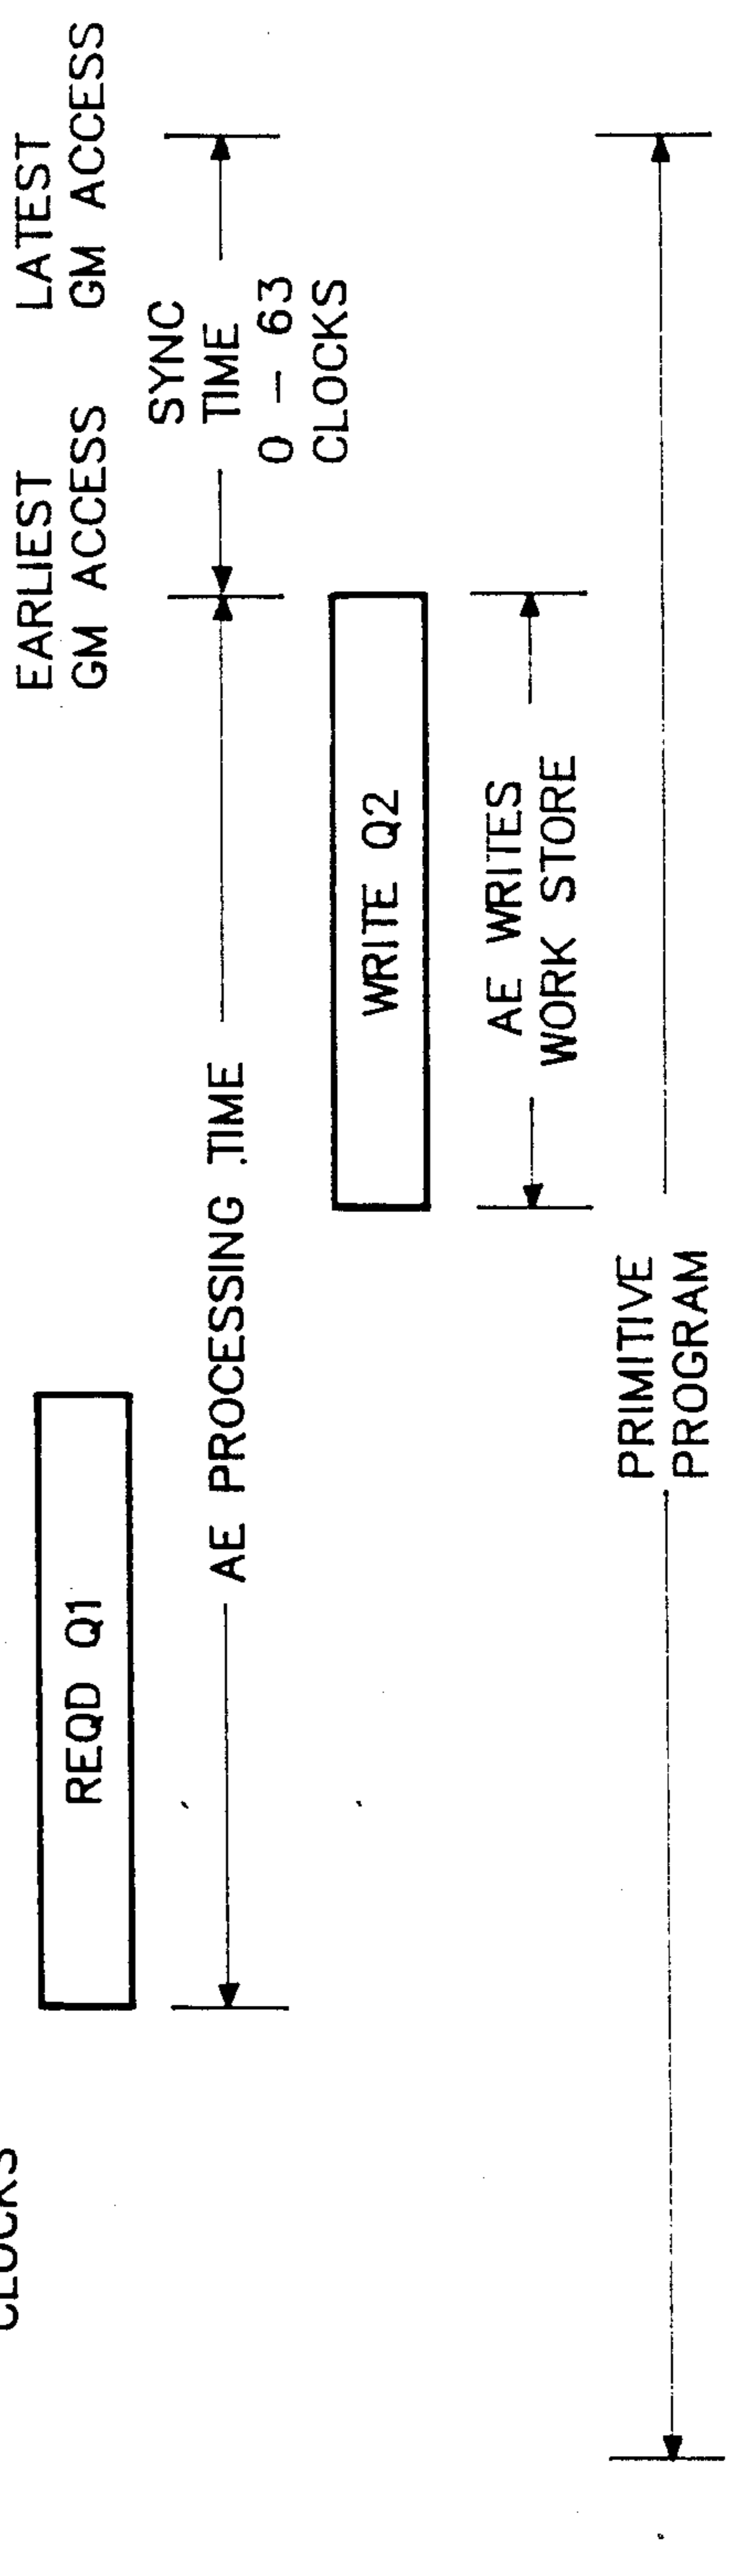 EARLIEST
GM ACCESS
LATEST
GM ACCESS
CLOCKS
REQD Q1
SYNC
TIME
0 – 63
CLOCKS
AE PROCESSING TIME
WRITE Q2
AE WRITES
WORK STORE
PRIMITIVE
PROGRAM